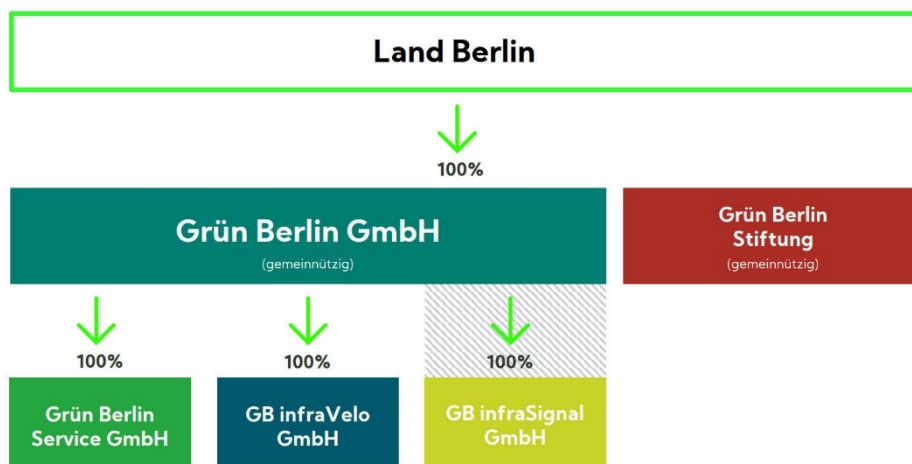 Land Berlin
100%
Grün Berlin GmbH
(gemeinnützig)
Grün Berlin
Stiftung
(gemeinnützig)
100%
100%
100%
Grün Berlin
Service GmbH
GB infraVelo
GmbH
GB infraSignal
GmbH